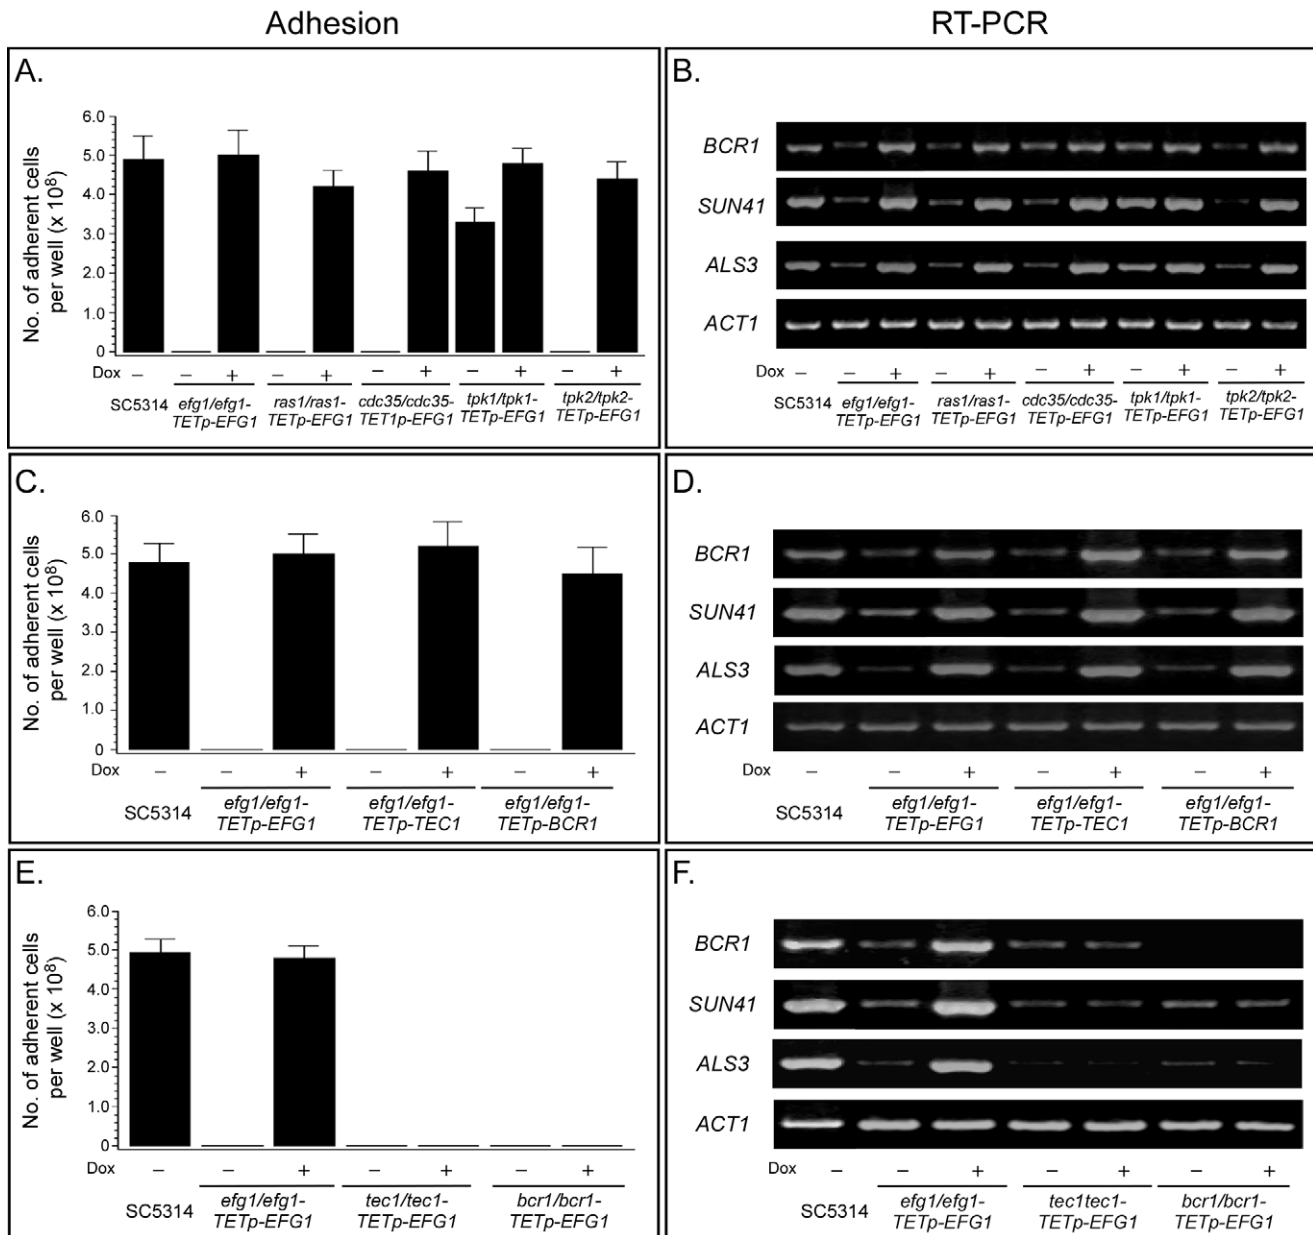 Adhesion
RT-PCR
A.
No. of adherent cells
per well (x 10⁸)
6.0
5.0
4.0
3.0
2.0
1.0
0
Dox – – + – + – + – + – +
SC5314 efg1/efg1- ras1/ras1- cdc35/cdc35- tpk1/tpk1- tpk2/tpk2-
TETp-EFG1 TETp-EFG1 TET1p-EFG1 TETp-EFG1 TETp-EFG1
B.
BCR1
SUN41
ALS3
ACT1
Dox – – + – + – + – + – +
SC5314 efg1/efg1- ras1/ras1- cdc35/cdc35- tpk1/tpk1- tpk2/tpk2-
TETp-EFG1 TETp-EFG1 TETp-EFG1 TETp-EFG1 TETp-EFG1
C.
No. of adherent cells
per well (x 10⁸)
6.0
5.0
4.0
3.0
2.0
1.0
0
Dox – – + – + – +
SC5314 efg1/efg1- efg1/efg1- efg1/efg1-
TETp-EFG1 TETp-TEC1 TETp-BCR1
D.
BCR1
SUN41
ALS3
ACT1
Dox – – + – + – +
SC5314 efg1/efg1- efg1/efg1- efg1/efg1-
TETp-EFG1 TETp-TEC1 TETp-BCR1
E.
No. of adherent cells
per well (x 10⁸)
6.0
5.0
4.0
3.0
2.0
1.0
0
Dox – – + – + – +
SC5314 efg1/efg1- tec1/tec1- bcr1/bcr1-
TETp-EFG1 TETp-EFG1 TETp-EFG1
F.
BCR1
SUN41
ALS3
ACT1
Dox – – + – + – +
SC5314 efg1/efg1- tec1tec1- bcr1/bcr1-
TETp-EFG1 TETp-EFG1 TETp-EFG1